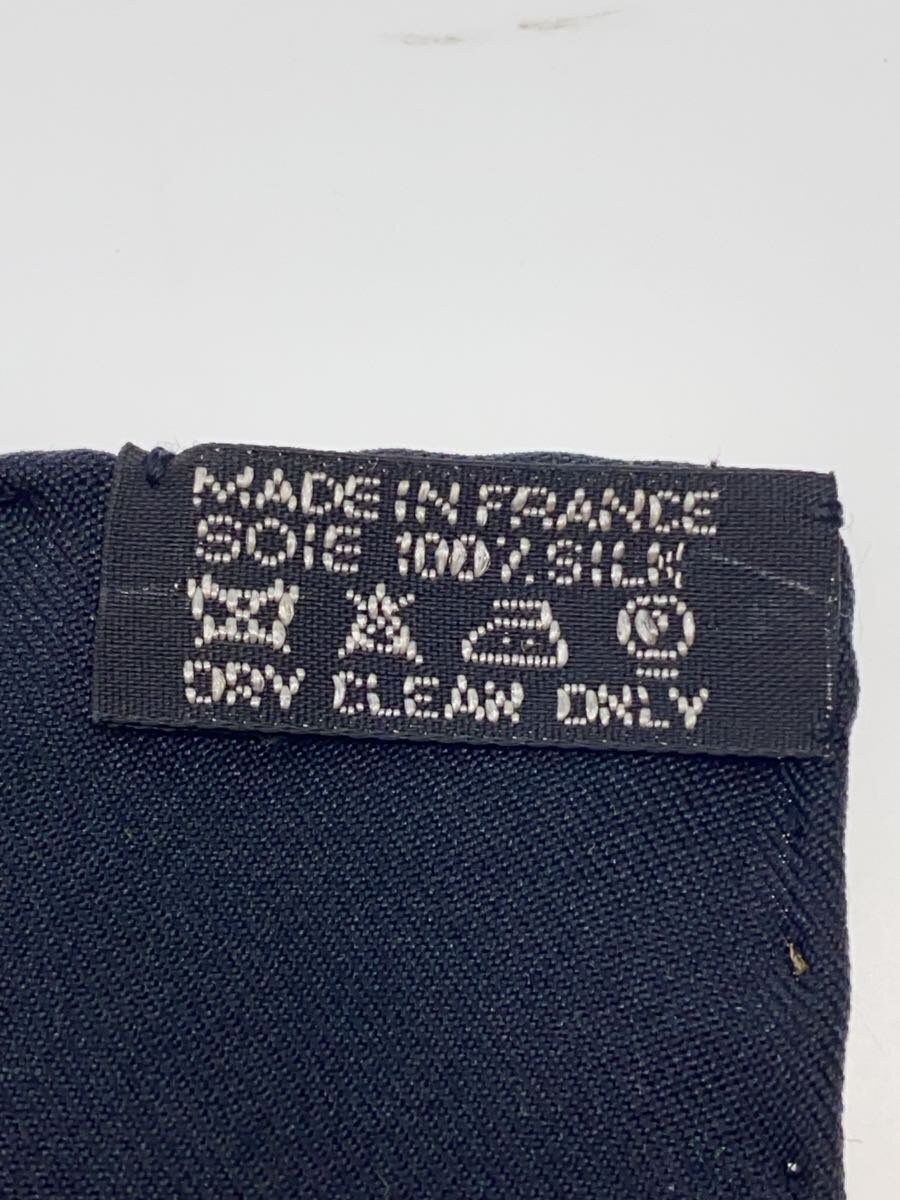 MADE IN FRANCE
SOIE 100% SILK
DRY CLEAN ONLY